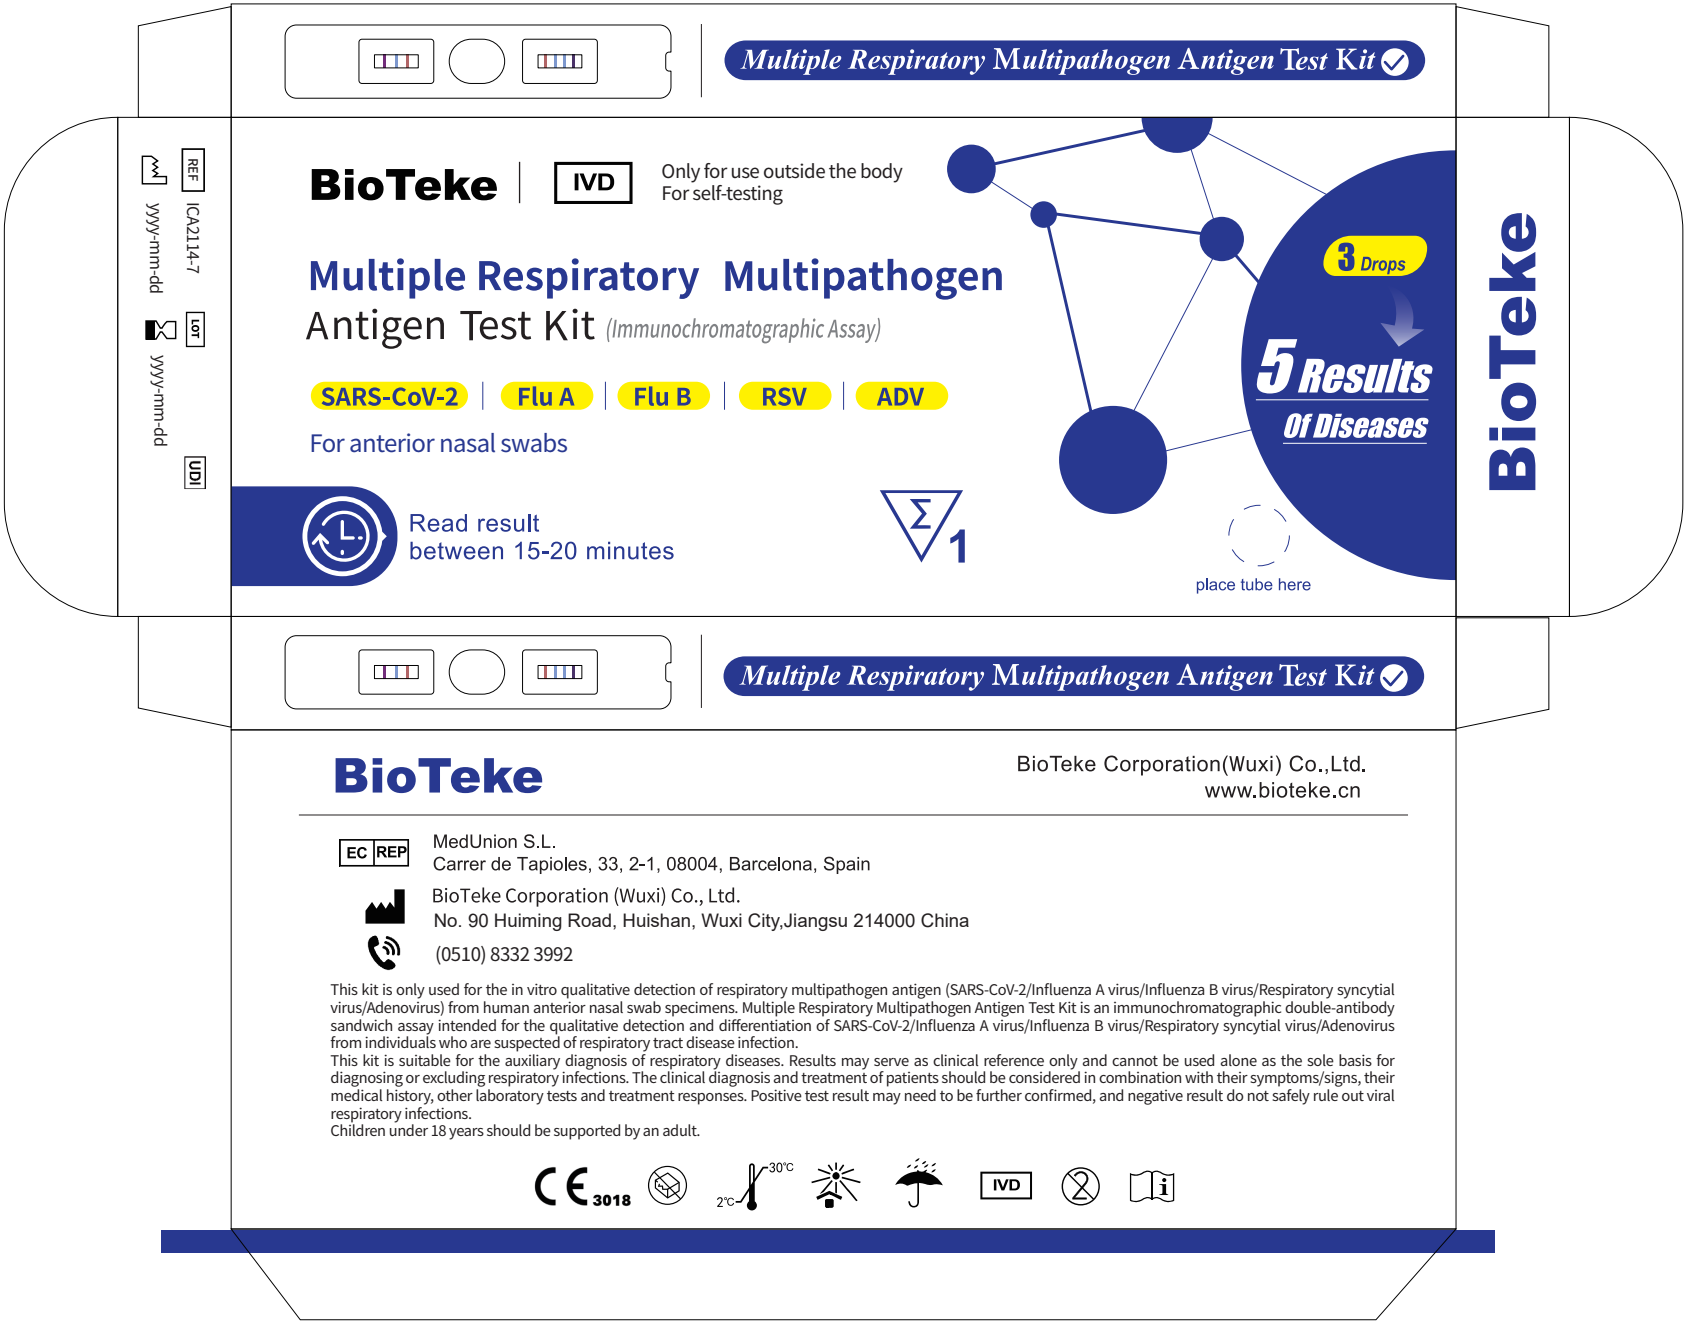 Multiple Respiratory Multipathogen Antigen Test Kit
REF ICA2114-7
yyyy-mm-dd
LOT
yyyy-mm-dd
UDI
BioTeke
IVD
Only for use outside the body
For self-testing
Multiple Respiratory Multipathogen
Antigen Test Kit (Immunochromatographic Assay)
SARS-CoV-2 | Flu A | Flu B | RSV | ADV
For anterior nasal swabs
Read result
between 15-20 minutes
Σ
1
3 Drops
5 Results
Of Diseases
place tube here
BioTeke
Multiple Respiratory Multipathogen Antigen Test Kit
BioTeke
BioTeke Corporation(Wuxi) Co.,Ltd.
www.bioteke.cn
EC REP
MedUnion S.L.
Carrer de Tapioles, 33, 2-1, 08004, Barcelona, Spain
BioTeke Corporation (Wuxi) Co., Ltd.
No. 90 Huiming Road, Huishan, Wuxi City,Jiangsu 214000 China
(0510) 8332 3992
This kit is only used for the in vitro qualitative detection of respiratory multipathogen antigen (SARS-CoV-2/Influenza A virus/Influenza B virus/Respiratory syncytial
virus/Adenovirus) from human anterior nasal swab specimens. Multiple Respiratory Multipathogen Antigen Test Kit is an immunochromatographic double-antibody
sandwich assay intended for the qualitative detection and differentiation of SARS-CoV-2/Influenza A virus/Influenza B virus/Respiratory syncytial virus/Adenovirus
from individuals who are suspected of respiratory tract disease infection.
This kit is suitable for the auxiliary diagnosis of respiratory diseases. Results may serve as clinical reference only and cannot be used alone as the sole basis for
diagnosing or excluding respiratory infections. The clinical diagnosis and treatment of patients should be considered in combination with their symptoms/signs, their
medical history, other laboratory tests and treatment responses. Positive test result may need to be further confirmed, and negative result do not safely rule out viral
respiratory infections.
Children under 18 years should be supported by an adult.
CE 3018
2°C
30°C
IVD
2
i